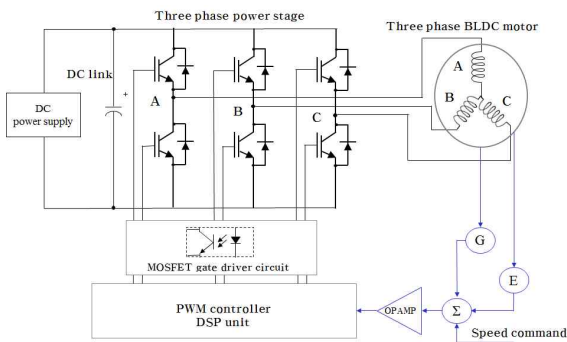 Three phase power stage
Three phase BLDC motor
DC link
+
A
B
C
A
B
C
DC
power supply
G
E
MOSFET gate driver circuit
PWM controller
DSP unit
OPAMP
Σ
Speed command